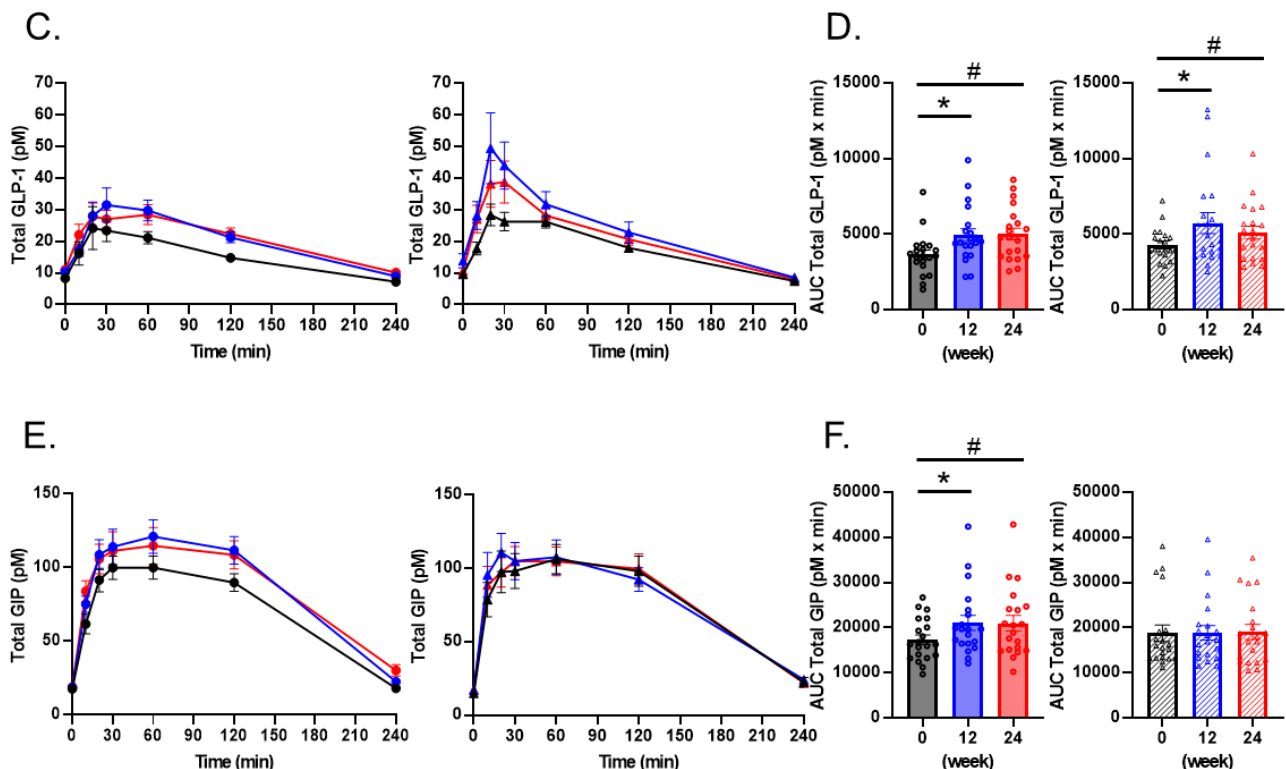 C.
Total GLP-1 (pM)
70
60
50
40
30
20
10
0
0 30 60 90 120 150 180 210 240
Time (min)
Total GLP-1 (pM)
70
60
50
40
30
20
10
0
0 30 60 90 120 150 180 210 240
Time (min)
D.
AUC Total GLP-1 (pM x min)
15000
10000
5000
0
#
*
0 12 24
(week)
AUC Total GLP-1 (pM x min)
15000
10000
5000
0
#
*
0 12 24
(week)
E.
Total GIP (pM)
150
100
50
0
0 30 60 90 120 150 180 210 240
Time (min)
Total GIP (pM)
150
100
50
0
0 30 60 90 120 150 180 210 240
Time (min)
F.
AUC Total GIP (pM x min)
50000
40000
30000
20000
10000
0
#
*
0 12 24
(week)
AUC Total GIP (pM x min)
50000
40000
30000
20000
10000
0
0 12 24
(week)